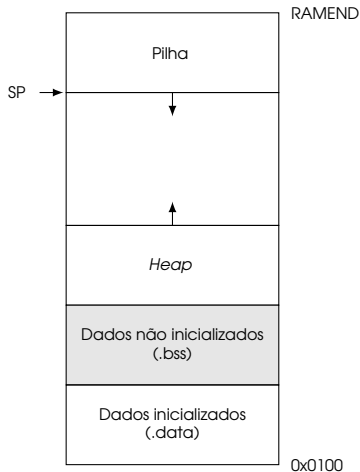 RAMEND
Pilha
SP
Heap
Dados não inicializados
(.bss)
Dados inicializados
(.data)
0x0100